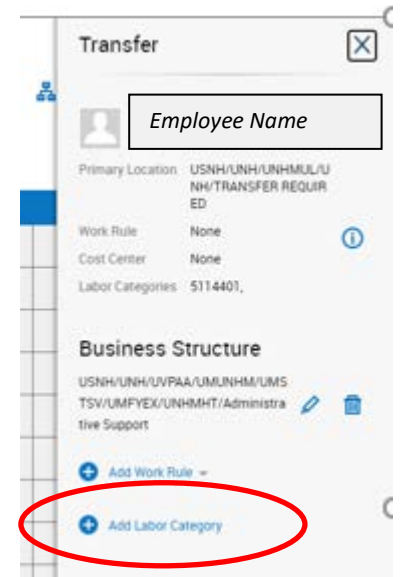 Transfer
Employee Name
Primary Location USNH/UNH/UNHMUL/U
NH/TRANSFER REQUIR
ED
Work Rule None
Cost Center None
Labor Categories 5114401,
Business Structure
USNH/UNH/UVPAA/UMUNHM/UMS
TSV/UMFYEX/UNHMHT/Administra
tive Support
Add Work Rule
Add Labor Category